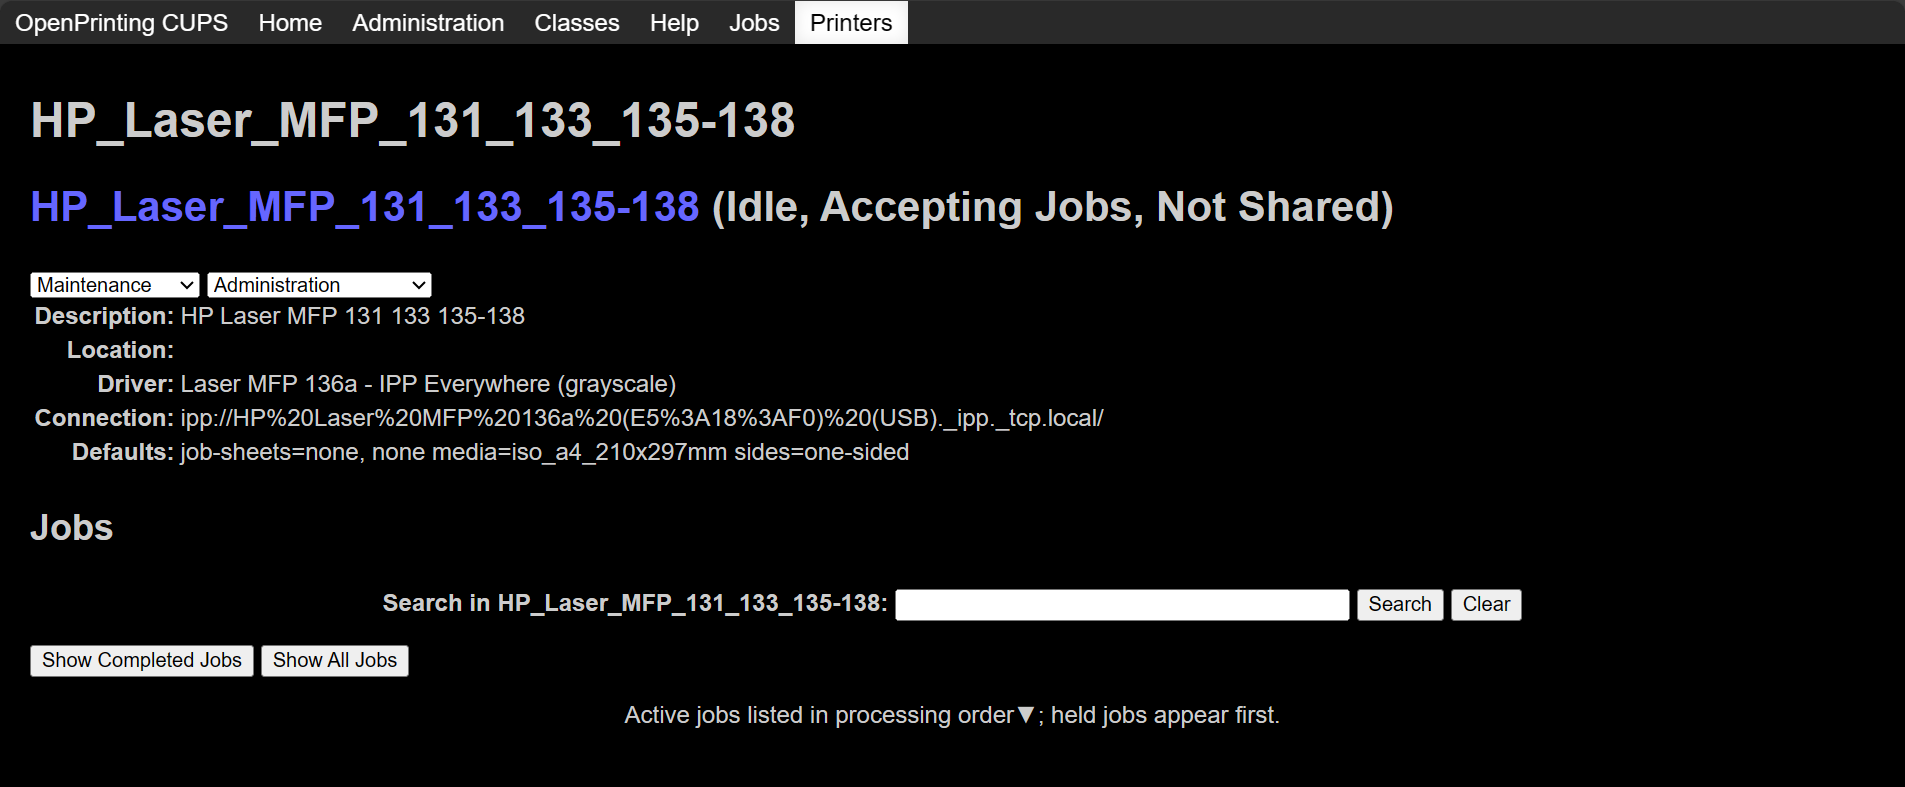 OpenPrinting CUPS Home Administration Classes Help Jobs Printers
HP_Laser_MFP_131_133_135-138
HP_Laser_MFP_131_133_135-138 (Idle, Accepting Jobs, Not Shared)
Maintenance Administration
Description: HP Laser MFP 131 133 135-138
Location:
Driver: Laser MFP 136a - IPP Everywhere (grayscale)
Connection: ipp://HP%20Laser%20MFP%20136a%20(E5%3A18%3AF0)%20(USB)._ipp._tcp.local/
Defaults: job-sheets=none, none media=iso_a4_210x297mm sides=one-sided
Jobs
Search in HP_Laser_MFP_131_133_135-138: Search Clear
Show Completed Jobs Show All Jobs
Active jobs listed in processing order▼; held jobs appear first.